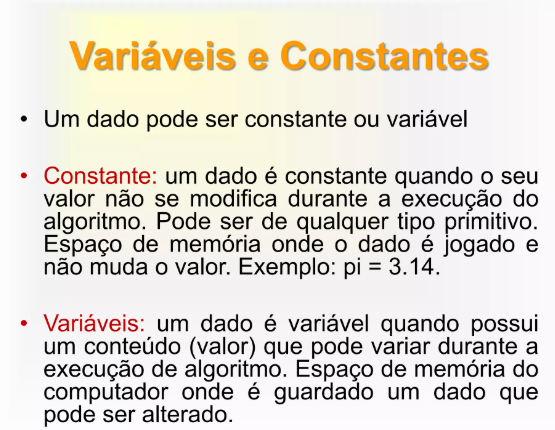 Variáveis e Constantes
• Um dado pode ser constante ou variável
• Constante: um dado é constante quando o seu
valor não se modifica durante a execução do
algoritmo. Pode ser de qualquer tipo primitivo.
Espaço de memória onde o dado é jogado e
não muda o valor. Exemplo: pi = 3.14.
• Variáveis: um dado é variável quando possui
um conteúdo (valor) que pode variar durante a
execução de algoritmo. Espaço de memória do
computador onde é guardado um dado que
pode ser alterado.